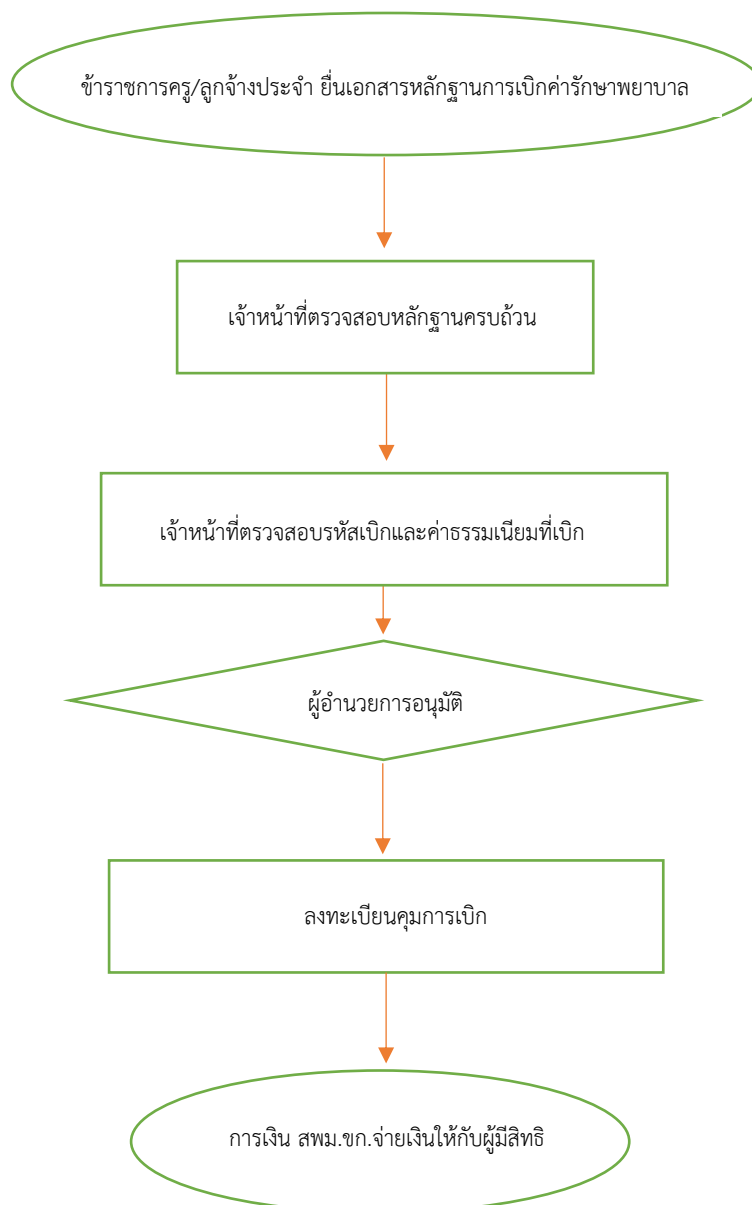 ข้าราชการครู/ลูกจ้างประจำ ยื่นเอกสารหลักฐานการเบิกค่ารักษาพยาบาล
เจ้าหน้าที่ตรวจสอบหลักฐานครบถ้วน
เจ้าหน้าที่ตรวจสอบรหัสเบิกและค่าธรรมเนียมที่เบิก
ผู้อำนวยการอนุมัติ
ลงทะเบียนคุมการเบิก
การเงิน สพม.ขก.จ่ายเงินให้กับผู้มีสิทธิ